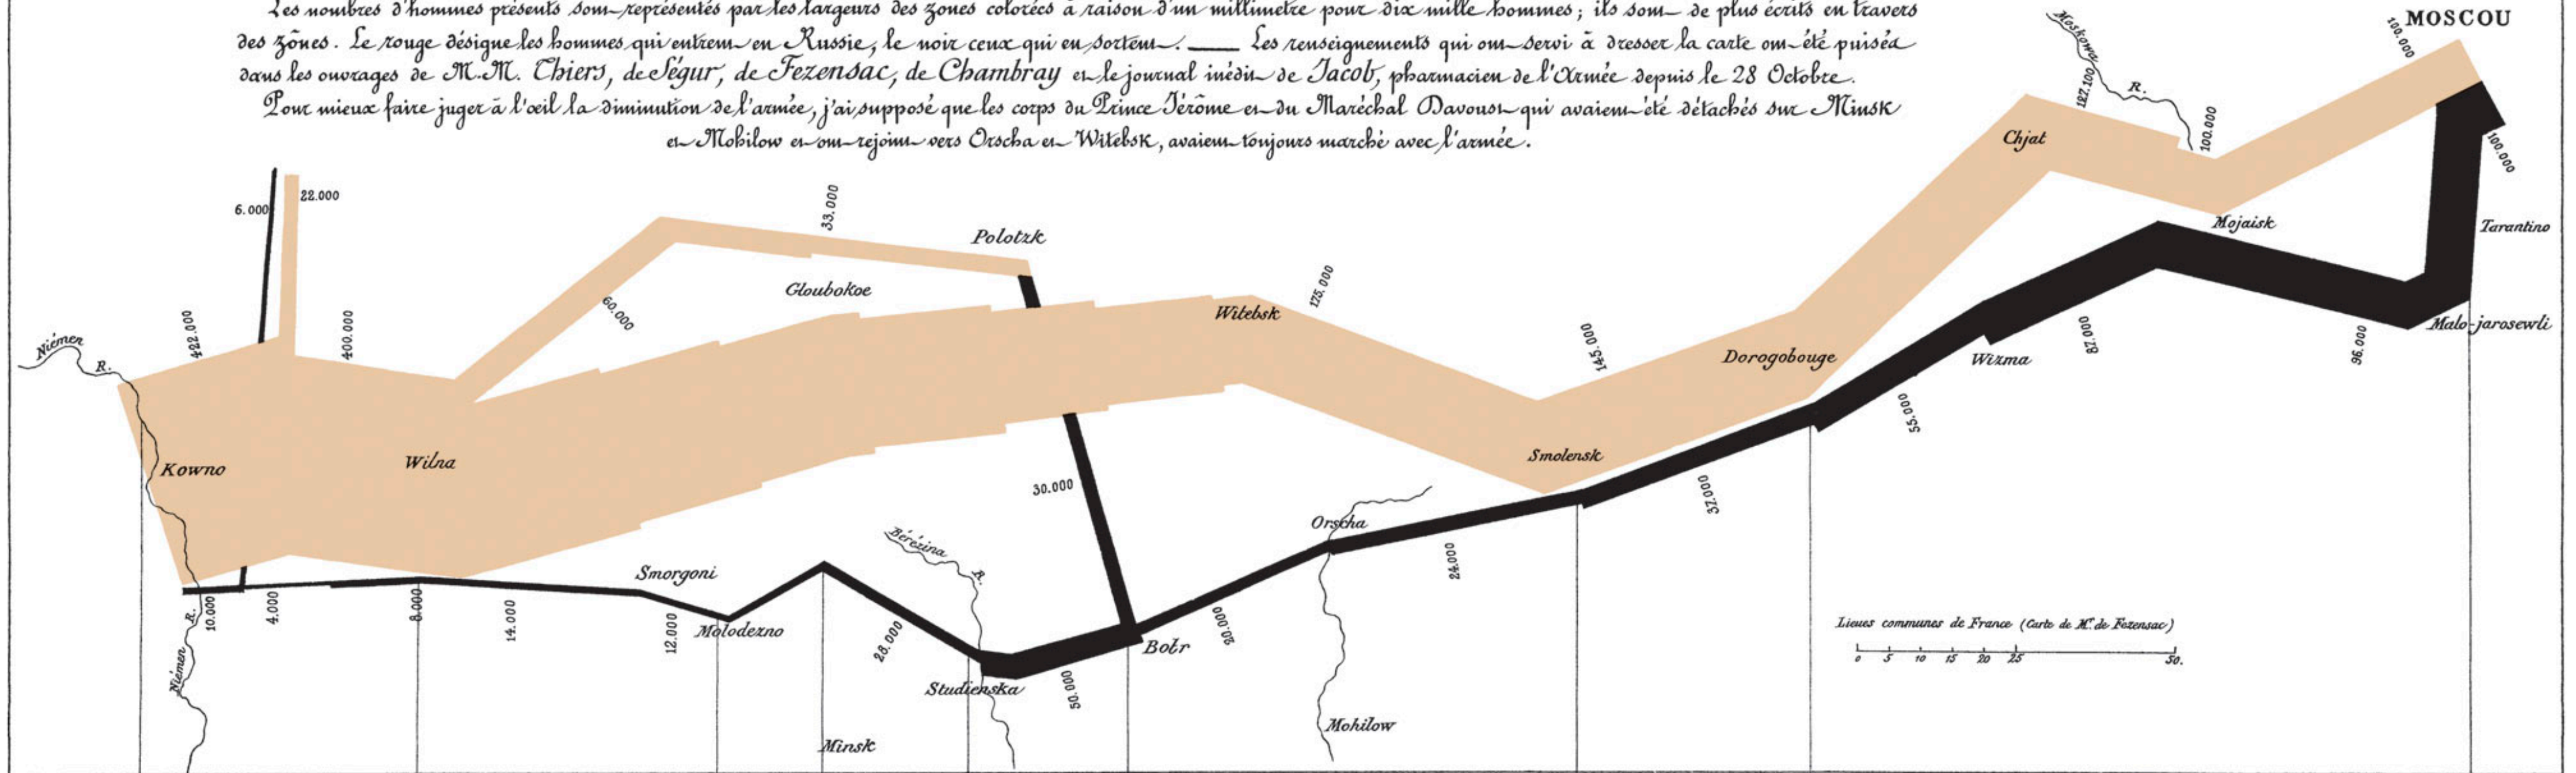 Les nombres d'hommes présents sont représentés par les largeurs des zones colorées à raison d'un millimètre pour dix mille hommes; ils sont de plus écrits en travers
des zônes. Le rouge désigne les hommes qui entrent en Russie, le noir ceux qui en sortent. ___ Les renseignements qui ont servi à dresser la carte ont été puisés
dans les ouvrages de M.M. Thiers, de Ségur, de Fezensac, de Chambray et le journal inédit de Jacob, pharmacien de l'Armée depuis le 28 Octobre.
Pour mieux faire juger à l'œil la diminution de l'armée, j'ai supposé que les corps du Prince Jérôme et du Maréchal Davoust qui avaient été détachés sur Minsk
et Mohilow et ont rejoint vers Orscha et Witebsk, avaient toujours marché avec l'armée.
MOSCOU
100.000
Moskowa
R.
127.100
100.000
100.000
Chjat
Mojaisk
Tarantino
6.000
22.000
33.000
Polotzk
60.000
Gloubokoe
175.000
Witebsk
422.000
400.000
Niémen
R.
145.000
Dorogobouge
Wizma
82.000
96.000
Malo-jarosewli
Kowno
Wilna
Smolensk
55.000
30.000
37.000
Bérézina
R.
Orscha
24.000
Smorgoni
10.000
4.000
8.000
14.000
12.000
Molodezno
28.000
Studienska
50.000
Bobr
20.000
R.
Niémen
Minsk
Mohilow
Lieues communes de France (Carte de Mr. de Fezensac)
0 5 10 15 20 25 50.